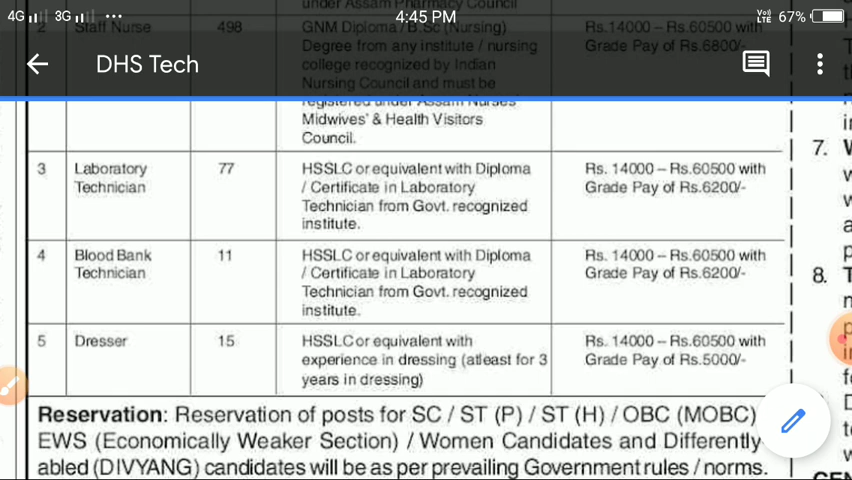 under Assam Pharmacy Council
4G 3G ... 4:45 PM VoLTE 67%
2 Staff Nurse 498 GNM Diploma / B.Sc (Nursing) Rs.14000 – Rs.60500 with
Degree from any institute / nursing Grade Pay of Rs.6800/-
← DHS Tech
college recognized by Indian
Nursing Council and must be
registered under Assam Nurses'
Midwives' & Health Visitors
Council.
3 Laboratory 77 HSSLC or equivalent with Diploma Rs. 14000 – Rs.60500 with
Technician / Certificate in Laboratory Grade Pay of Rs.6200/-
Technician from Govt. recognized
institute.
4 Blood Bank 11 HSSLC or equivalent with Diploma Rs. 14000 – Rs.60500 with
Technician / Certificate in Laboratory Grade Pay of Rs.6200/-
Technician from Govt. recognized
institute.
5 Dresser 15 HSSLC or equivalent with Rs. 14000 – Rs.60500 with
experience in dressing (atleast for 3 Grade Pay of Rs.5000/-
years in dressing)
Reservation: Reservation of posts for SC / ST (P) / ST (H) / OBC (MOBC)
EWS (Economically Weaker Section) / Women Candidates and Differently
abled (DIVYANG) candidates will be as per prevailing Government rules / norms.
7.
8.